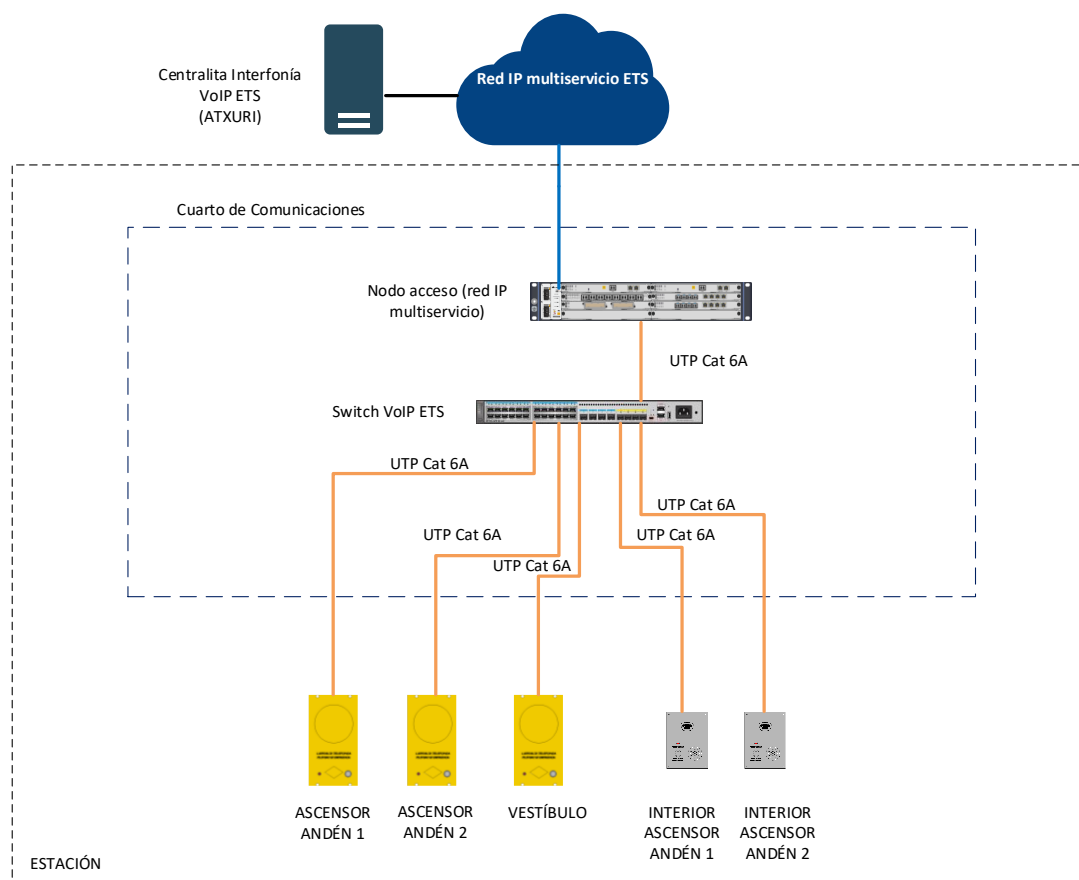 Centralita Interfonía
VoIP ETS
(ATXURI)
Red IP multiservicio ETS
Cuarto de Comunicaciones
Nodo acceso (red IP
multiservicio)
UTP Cat 6A
Switch VoIP ETS
UTP Cat 6A
UTP Cat 6A
UTP Cat 6A
UTP Cat 6A
UTP Cat 6A
ASCENSOR
ANDÉN 1
ASCENSOR
ANDÉN 2
VESTÍBULO
INTERIOR
ASCENSOR
ANDÉN 1
INTERIOR
ASCENSOR
ANDÉN 2
ESTACIÓN